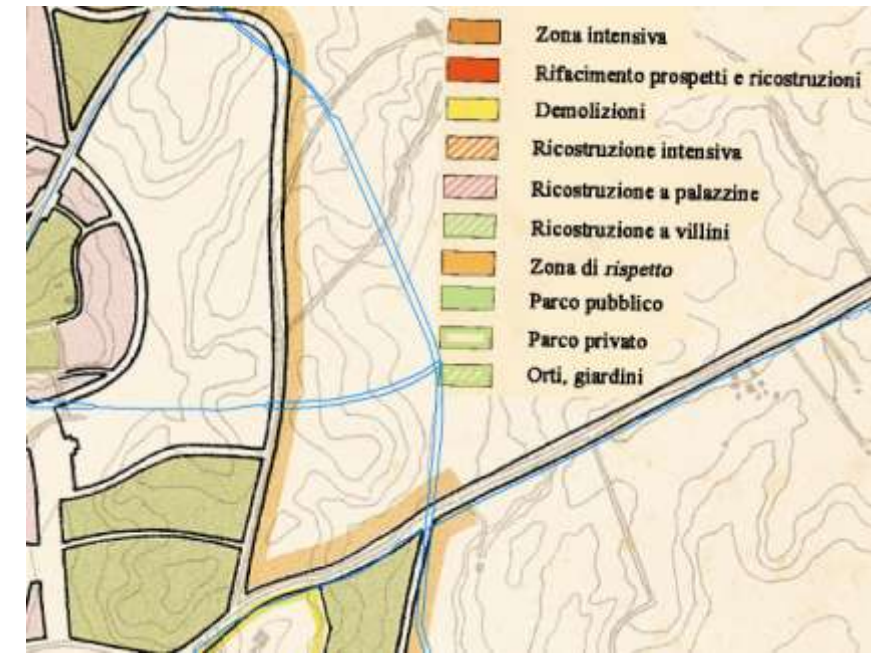 Zona intensiva
Rifacimento prospetti e ricostruzioni
Demolizioni
Ricostruzione intensiva
Ricostruzione a palazzine
Ricostruzione a villini
Zona di rispetto
Parco pubblico
Parco privato
Orti, giardini